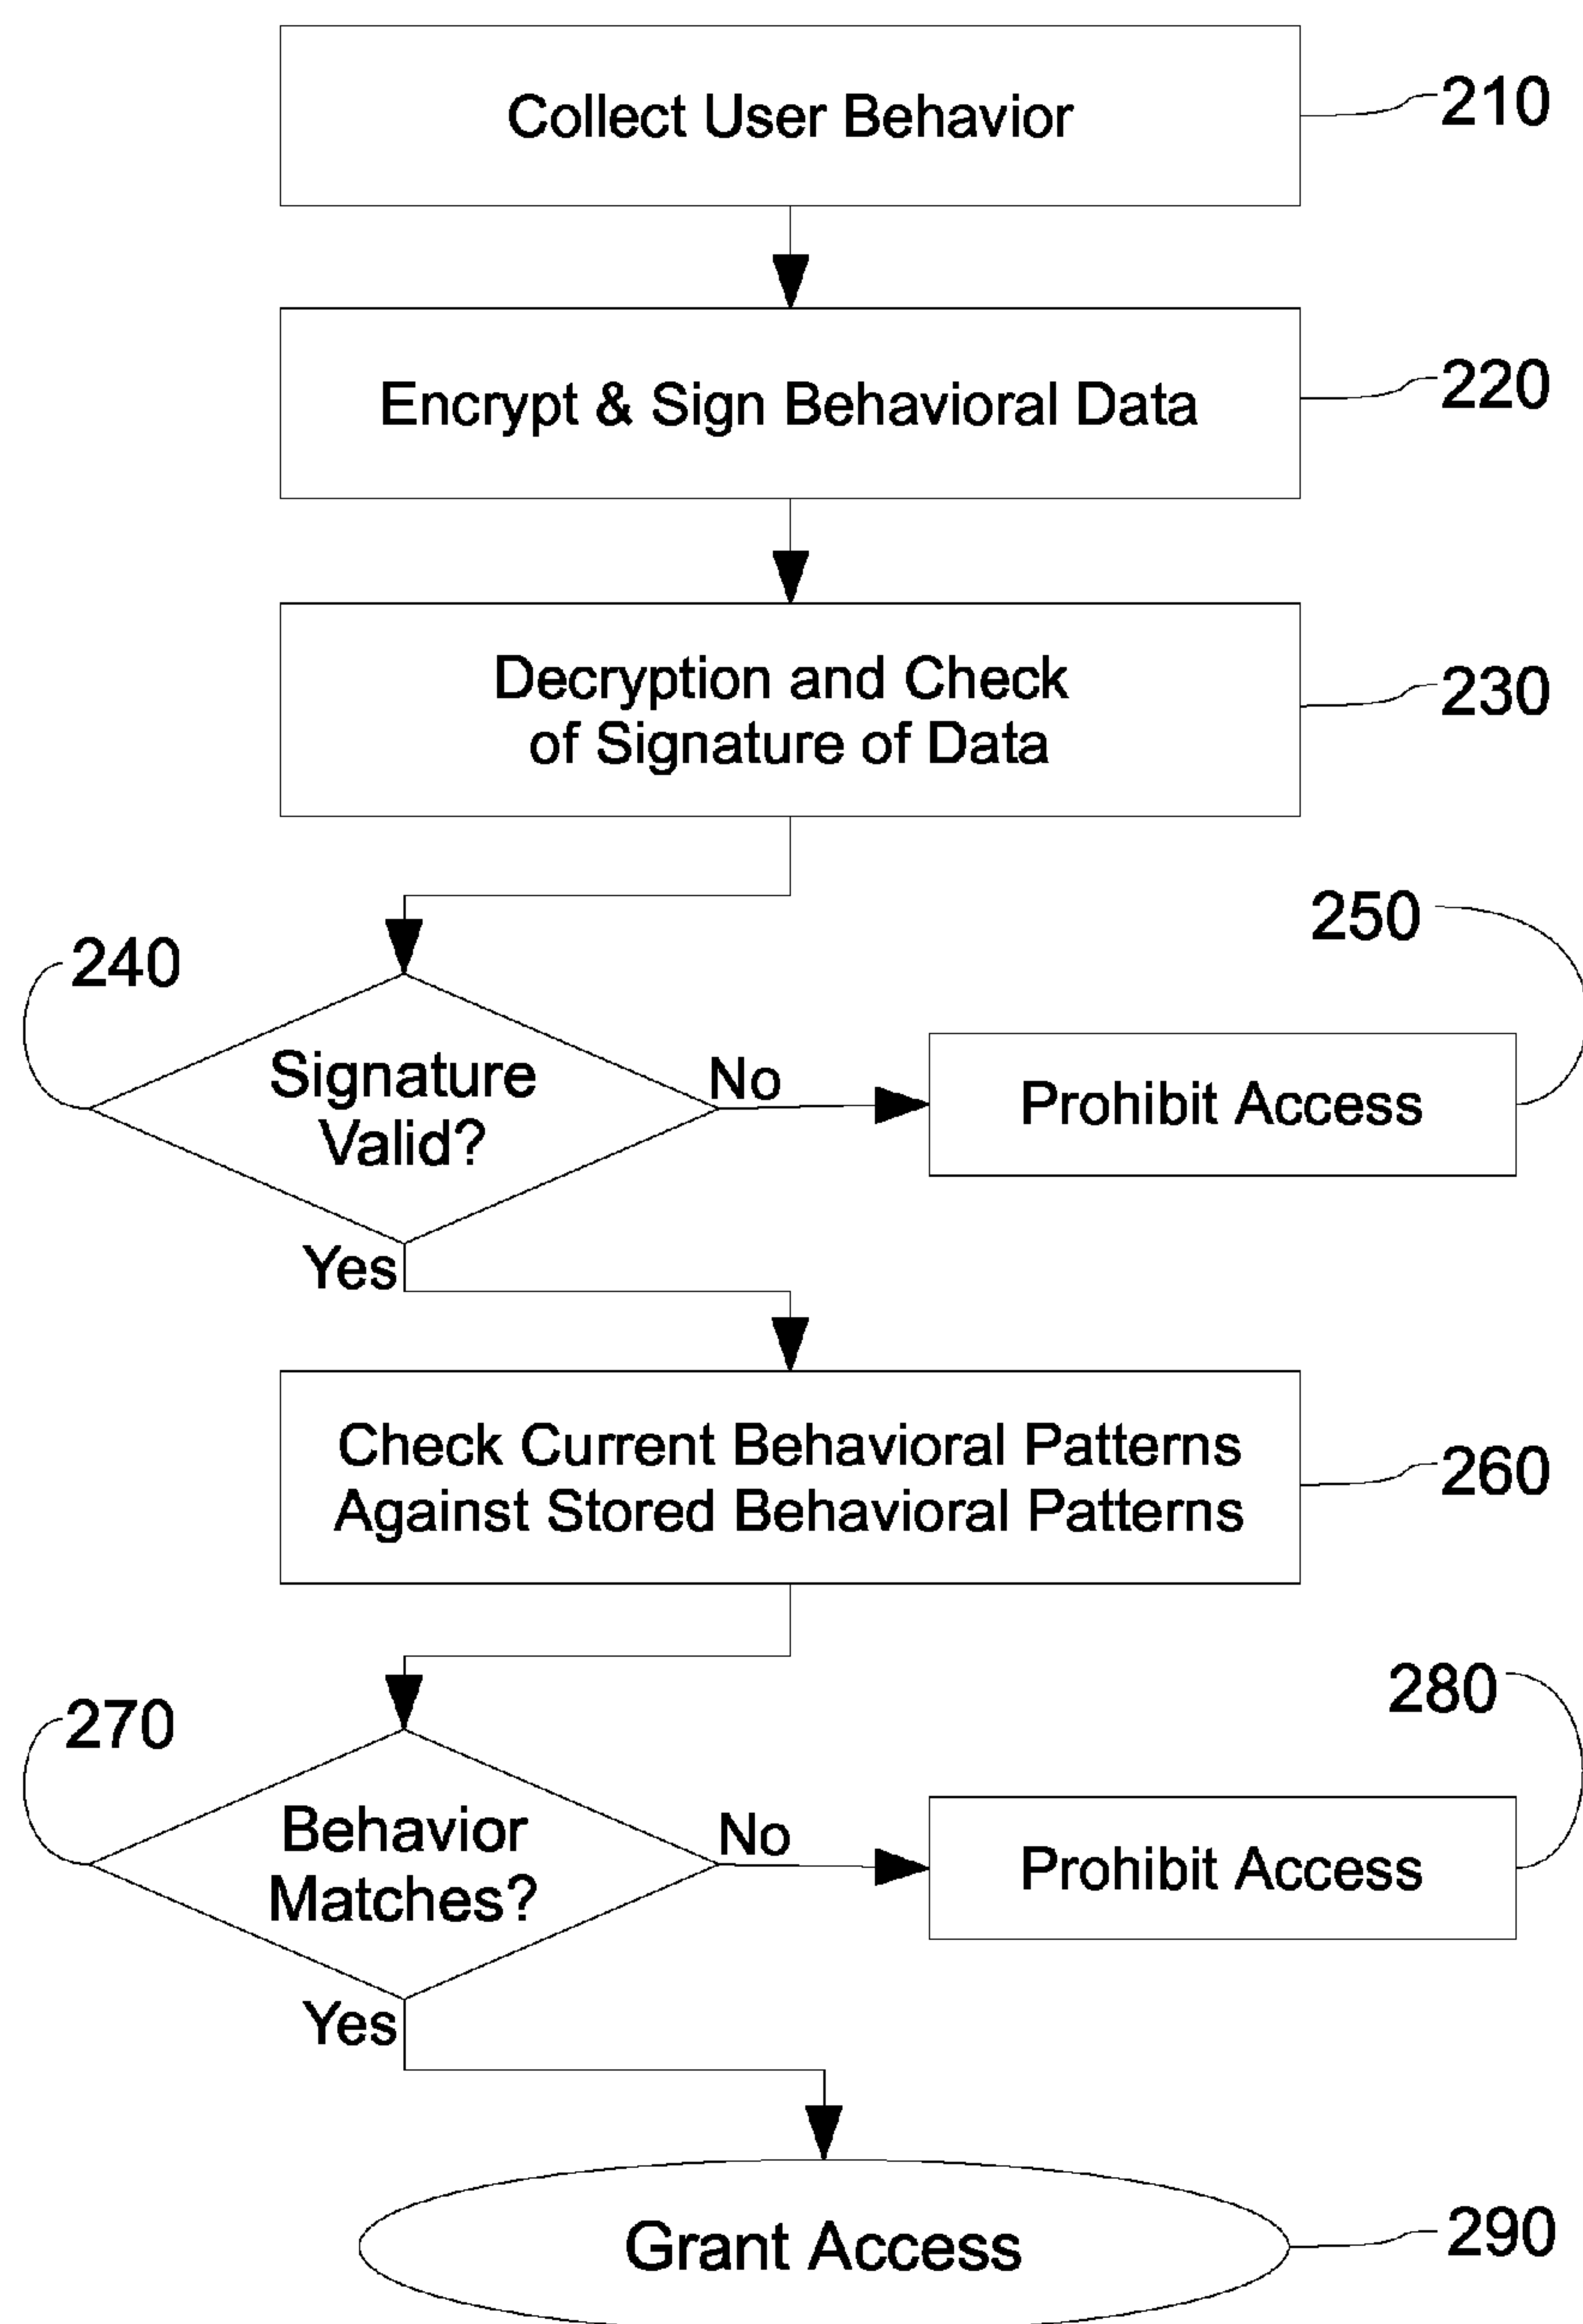 Collect User Behavior
210
Encrypt & Sign Behavioral Data
220
Decryption and Check
of Signature of Data
230
240
Signature
Valid?
No
250
Prohibit Access
Yes
Check Current Behavioral Patterns
Against Stored Behavioral Patterns
260
270
Behavior
Matches?
No
280
Prohibit Access
Yes
Grant Access
290